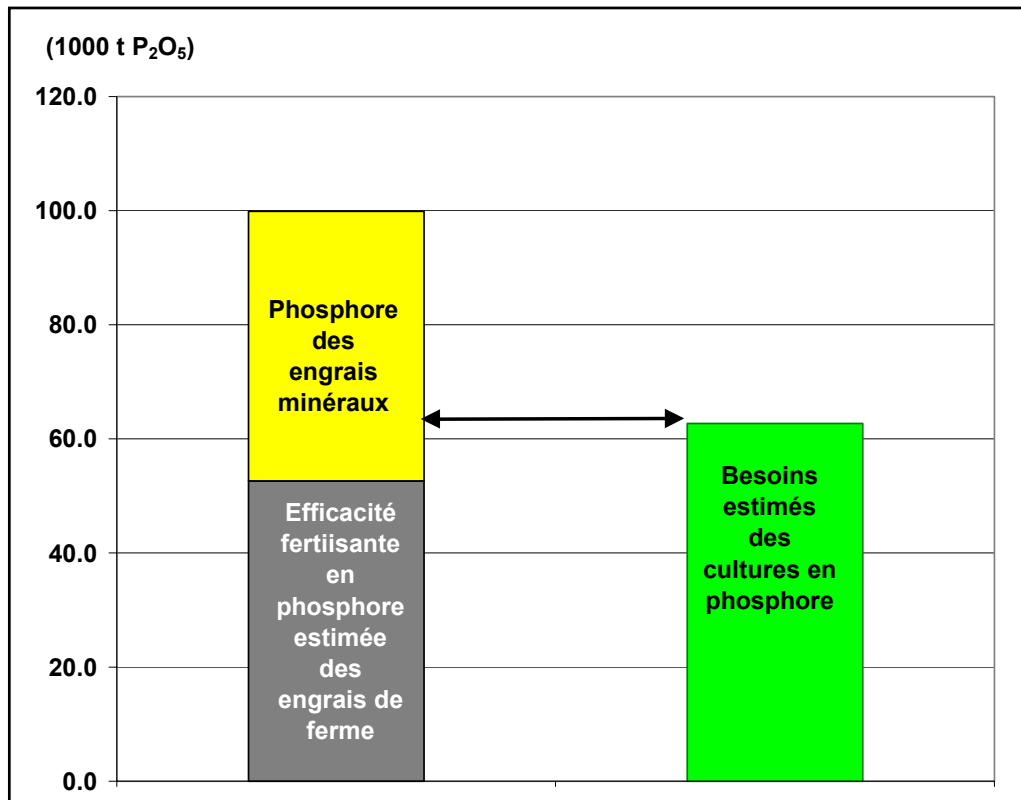 (1000 t P₂O₅)
120.0
100.0
80.0
60.0
40.0
20.0
0.0
Phosphore
des
engrais
minéraux
Efficacité
fertiisante
en
phosphore
estimée
des
engrais de
ferme
Besoins
estimés
des
cultures en
phosphore